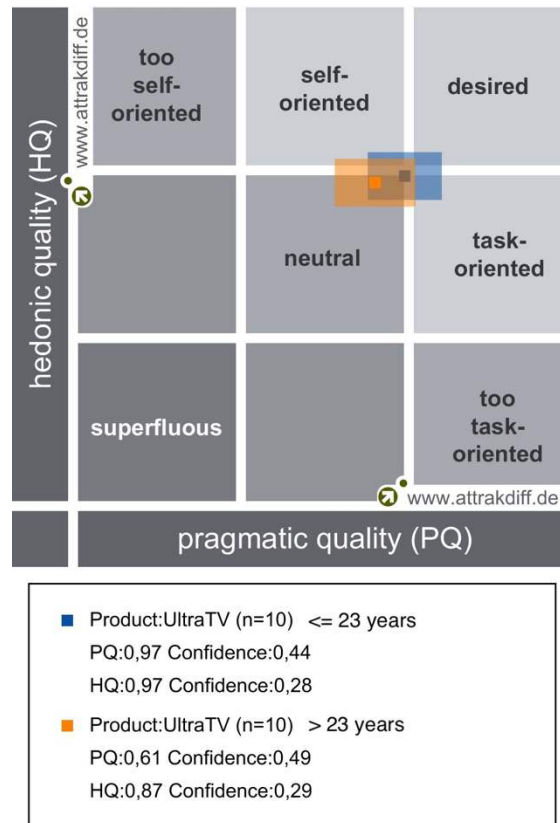 hedonic quality (HQ)
www.attrakdiff.de
too
self-
oriented
self-
oriented
desired
neutral
task-
oriented
superfluous
too
task-
oriented
www.attrakdiff.de
pragmatic quality (PQ)
Product:UltraTV (n=10) <= 23 years
PQ:0,97 Confidence:0,44
HQ:0,97 Confidence:0,28
Product:UltraTV (n=10) > 23 years
PQ:0,61 Confidence:0,49
HQ:0,87 Confidence:0,29